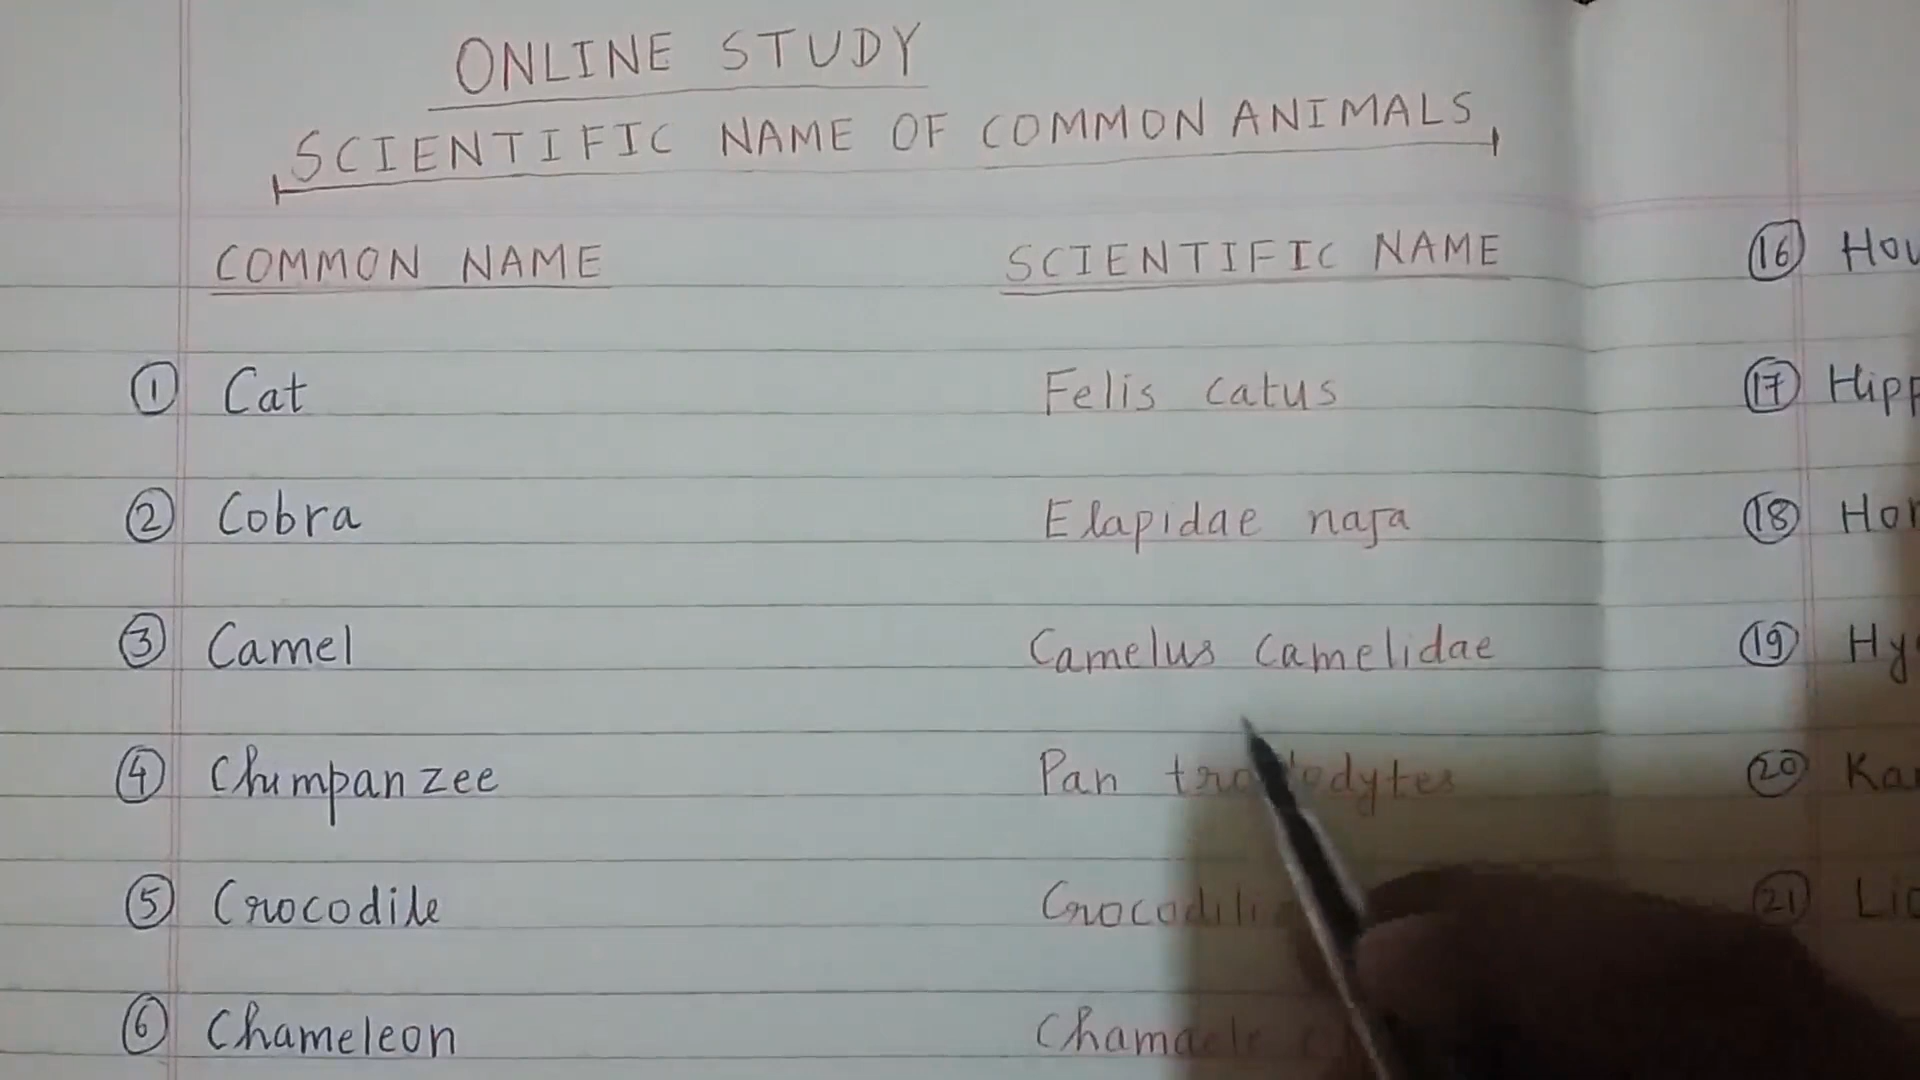 ONLINE STUDY
SCIENTIFIC NAME OF COMMON ANIMALS
COMMON NAME SCIENTIFIC NAME
① Cat Felis catus
② Cobra Elapidae naja
③ Camel Camelus camelidae
④ Chimpanzee Pan
⑤ Crocodile
⑥ Chameleon
⑯
⑰
⑱
⑲
⑳
㉑